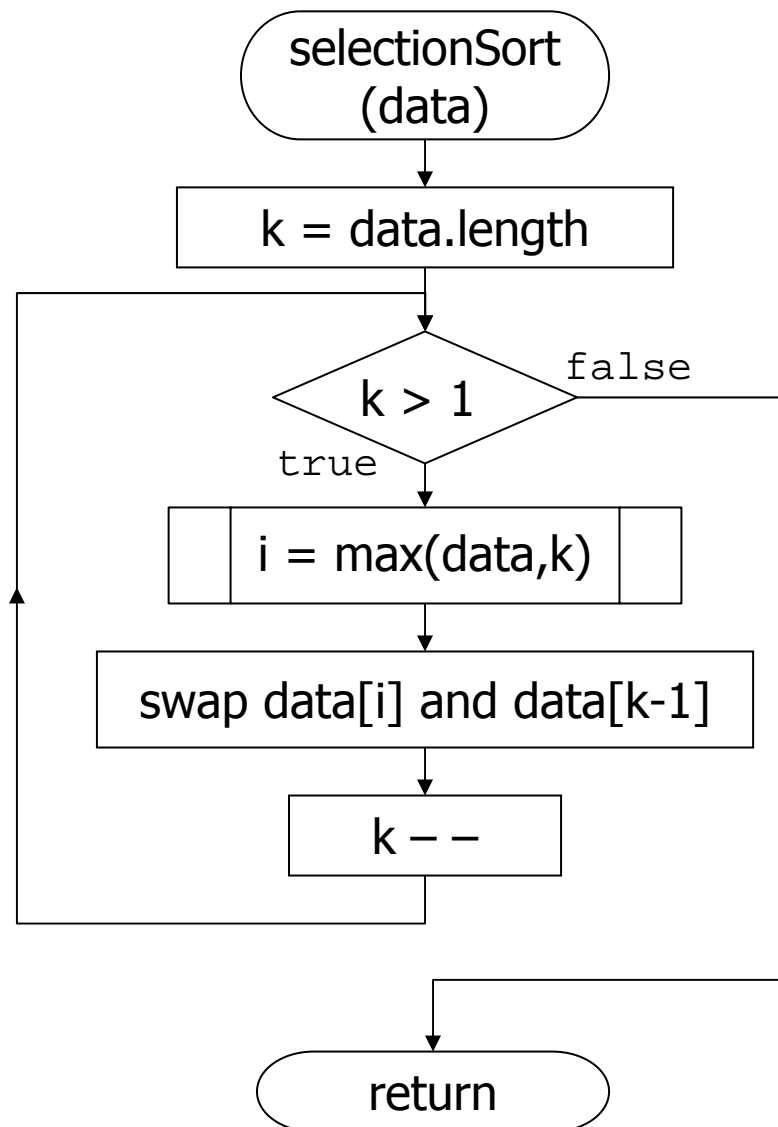 selectionSort
(data)
k = data.length
k > 1
false
true
i = max(data,k)
swap data[i] and data[k-1]
k – –
return